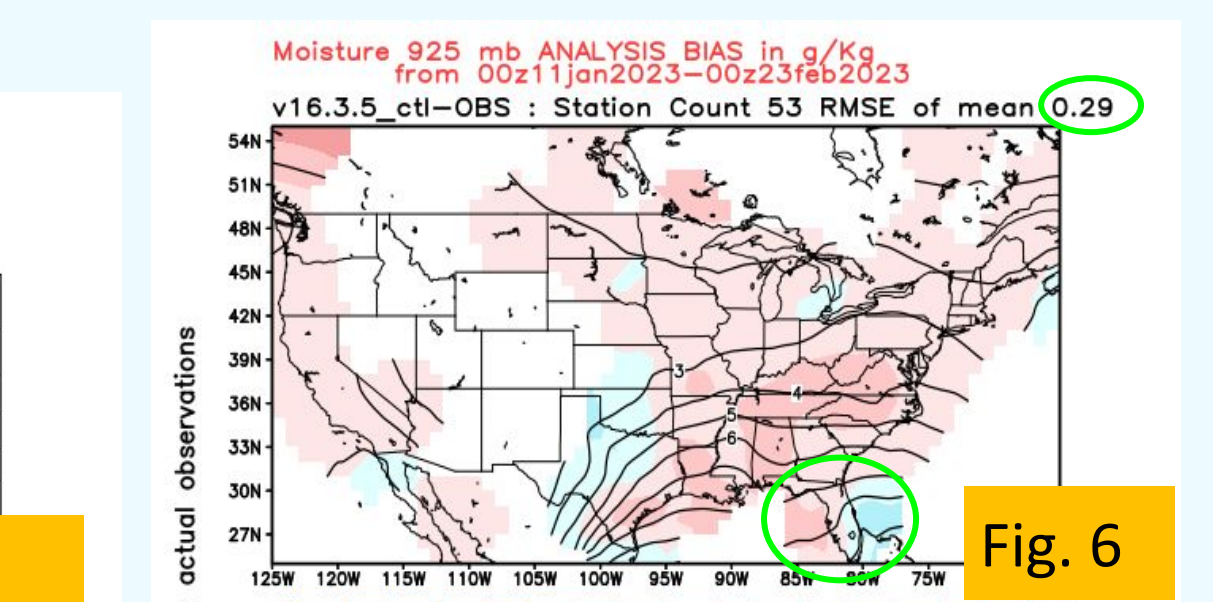 Moisture 925 mb ANALYSIS BIAS in g/Kg
from 00z11jan2023-00z23feb2023
v16.3.5_ctl-OBS : Station Count 53 RMSE of mean 0.29
54N
51N
48N
45N
42N
39N
36N
33N
30N
27N
actual observations
3
4
5
6
125W 120W 115W 110W 105W 100W 95W 90W 85W 80W 75W
Fig. 6